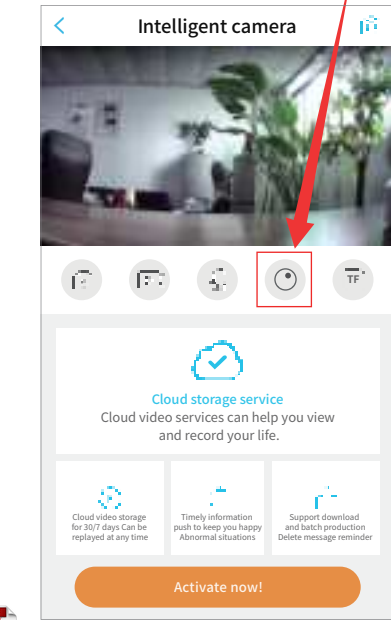 Intelligent camera
TF
Cloud storage service
Cloud video services can help you view
and record your life.
Cloud video storage
for 30/7 days Can be
replayed at any time
Timely information
push to keep you happy
Abnormal situations
Support download
and batch production
Delete message reminder
Activate now!